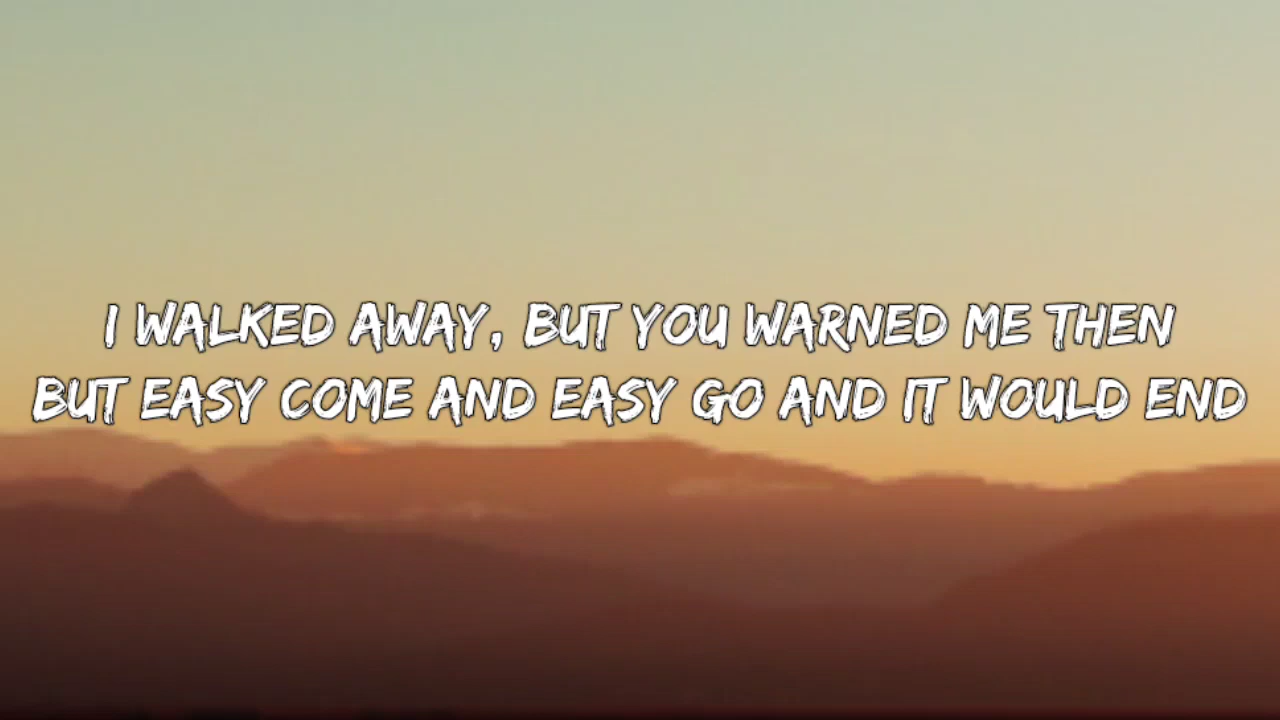 I WALKED AWAY, BUT YOU WARNED ME THEN
BUT EASY COME AND EASY GO AND IT WOULD END